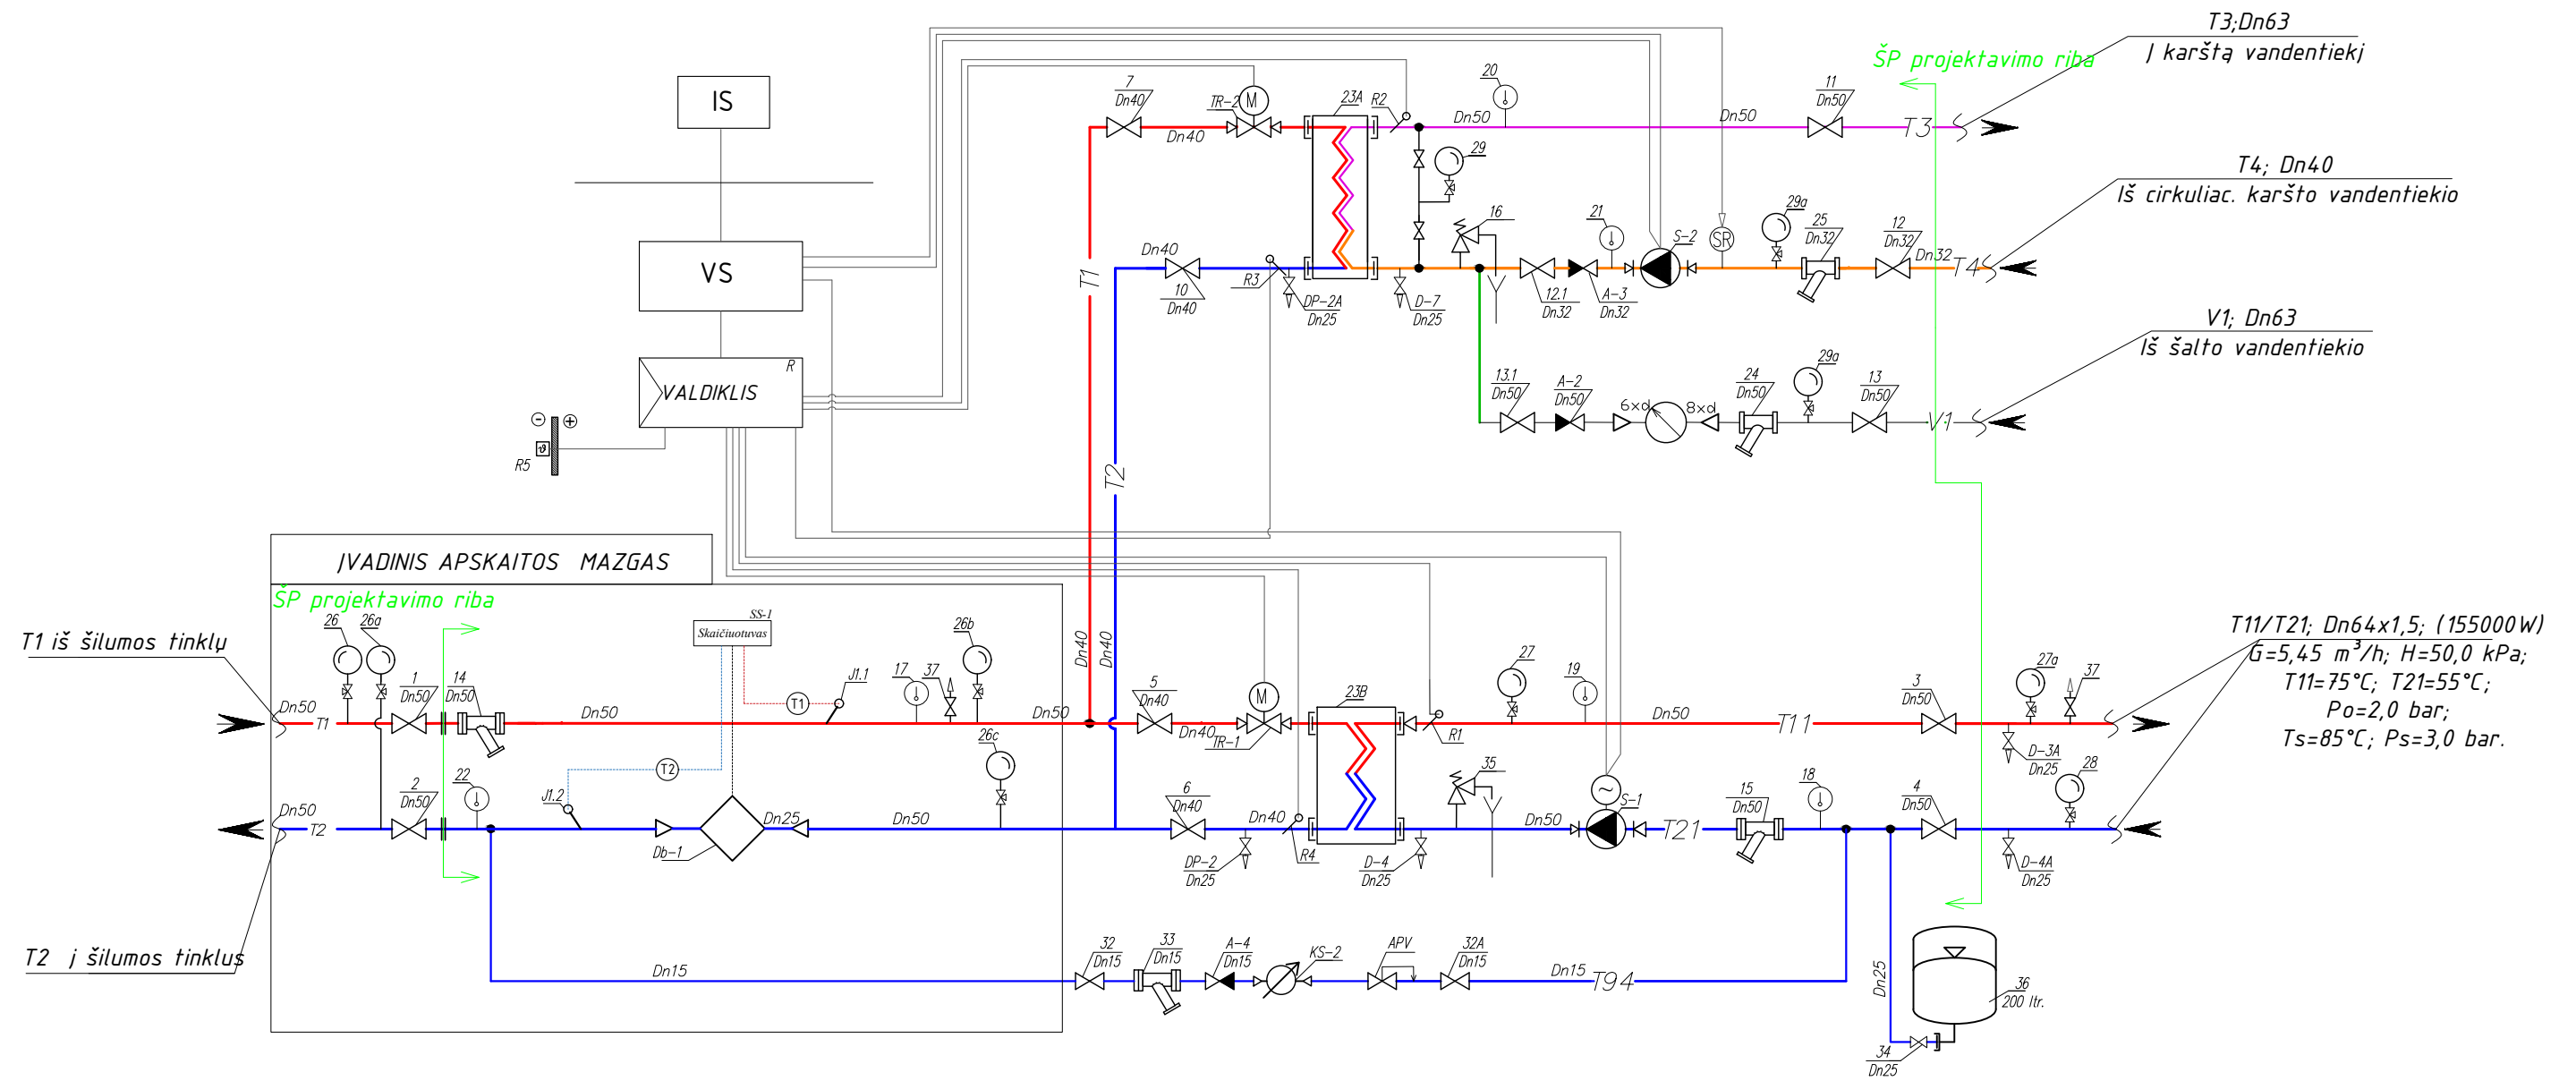 T3;Dn63
Į karštą vandentiekį
ŠP projektavimo riba
IS
VS
VALDIKLIS
R
R5
7
Dn40
TR-2
M
23A
R2
20
11
Dn50
Dn40
Dn50
Dn50
T3
29
T4; Dn40
Iš cirkuliac. karšto vandentiekio
16
21
S-2
SR
29a
25
Dn32
12
Dn32
Dn32
T4
Dn40
10
Dn40
R3
DP-2A
Dn25
D-7
Dn25
12.1
Dn32
A-3
Dn32
T1
T2
V1; Dn63
Iš šalto vandentiekio
13.1
Dn50
A-2
Dn50
6xd
8xd
24
Dn50
29a
13
Dn50
V1
ĮVADINIS APSKAITOS MAZGAS
ŠP projektavimo riba
T1 iš šilumos tinklų
26
26a
1
Dn50
14
Dn50
SS-1
Skaičiuotuvas
J1.1
17
37
26b
Dn50
T1
Dn50
T1
Dn50
Dn40
Dn40
5
Dn40
Dn40
TR-1
M
23B
R1
27
19
Dn50
T11
3
Dn50
27a
37
D-3A
Dn25
T11/T21; Dn64x1,5; (155000W)
G=5,45 m³/h; H=50,0 kPa;
T11=75°C; T21=55°C;
Po=2,0 bar;
Ts=85°C; Ps=3,0 bar.
26c
T2
J1.2
22
2
Dn50
Dn50
T2
Db-1
Dn25
Dn50
6
Dn40
DP-2
Dn25
Dn40
R4
D-4
Dn25
35
Dn50
S-1
T21
15
Dn50
18
4
Dn50
28
D-4A
Dn25
T2 į šilumos tinklus
Dn15
32
Dn15
33
Dn15
A-4
Dn15
KS-2
APV
32A
Dn15
Dn15
T94
Dn25
36
200 ltr.
34
Dn25